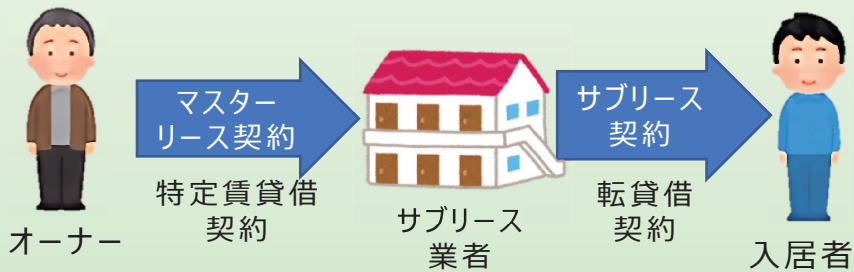 マスター
リース契約
サブリース
契約
特定賃貸借
契約
転貸借
契約
オーナー
サブリース
業者
入居者